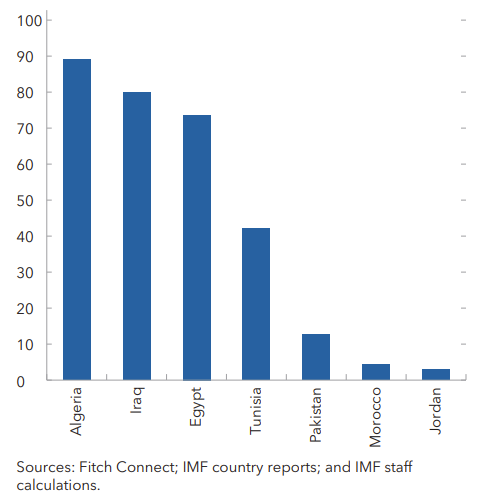 100
90
80
70
60
50
40
30
20
10
0
Algeria
Iraq
Egypt
Tunisia
Pakistan
Morocco
Jordan
Sources: Fitch Connect; IMF country reports; and IMF staff
calculations.